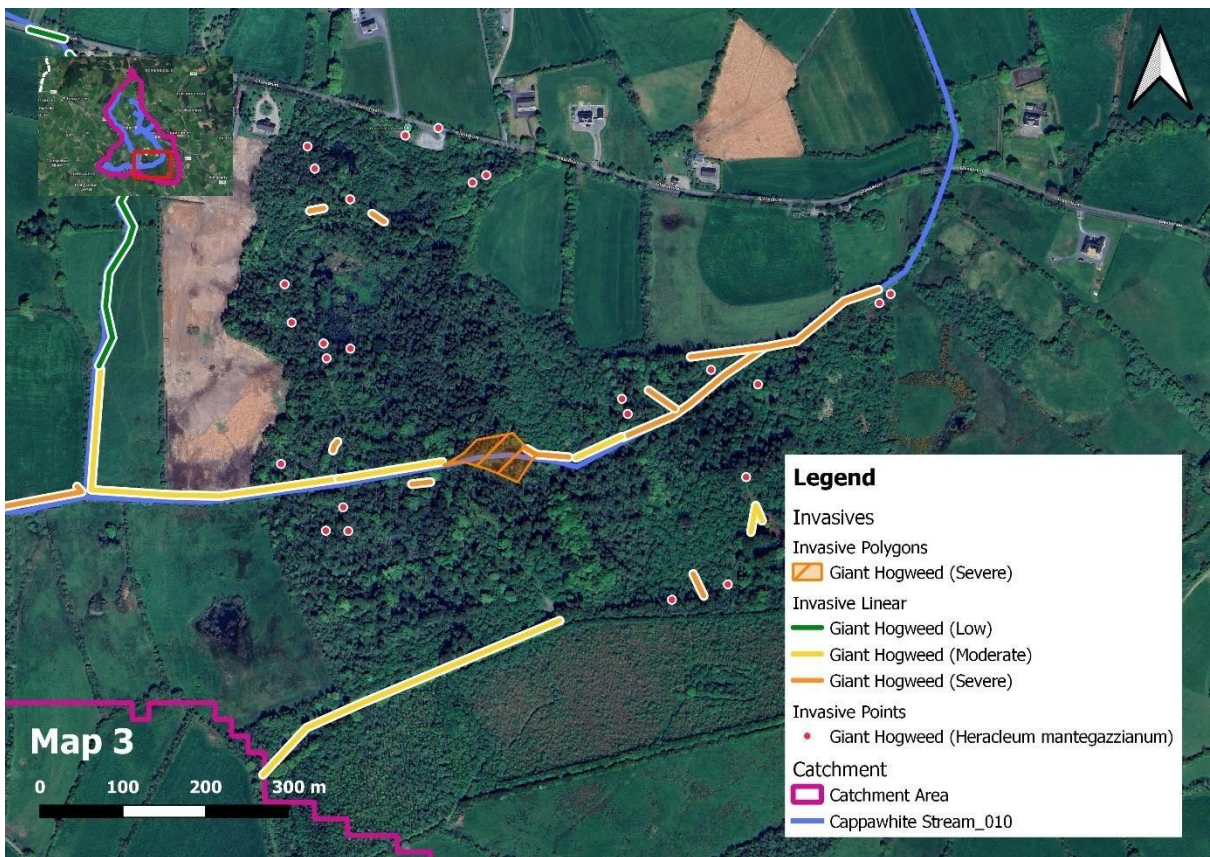 Legend
Invasives
Invasive Polygons
Giant Hogweed (Severe)
Invasive Linear
Giant Hogweed (Low)
Giant Hogweed (Moderate)
Giant Hogweed (Severe)
Invasive Points
Giant Hogweed (Heracleum mantegazzianum)
Catchment
Catchment Area
Cappawhite Stream_010
Map 3
0 100 200 300 m